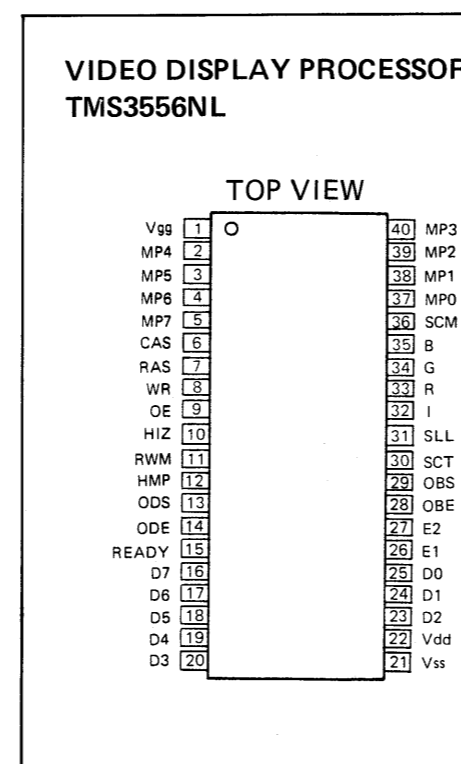 VIDEO DISPLAY PROCESSOR
TMS3556NL
TOP VIEW
Vgg 1 40 MP3
MP4 2 39 MP2
MP5 3 38 MP1
MP6 4 37 MP0
MP7 5 36 SCM
CAS 6 35 B
RAS 7 34 G
WR 8 33 R
OE 9 32 I
HIZ 10 31 SLL
RWM 11 30 SCT
HMP 12 29 OBS
ODS 13 28 OBE
ODE 14 27 E2
READY 15 26 E1
D7 16 25 D0
D6 17 24 D1
D5 18 23 D2
D4 19 22 Vdd
D3 20 21 Vss